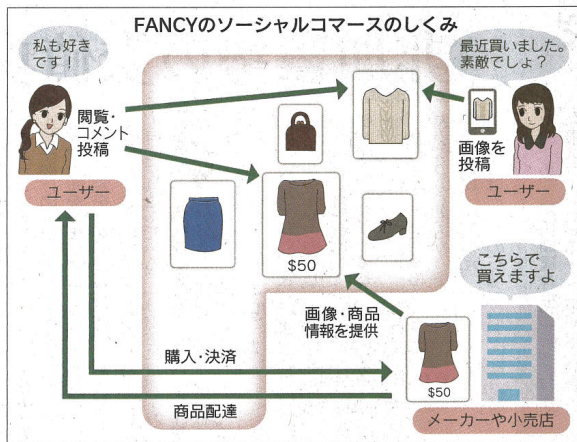 FANCYのソーシャルコマースのしくみ
私も好き
です！
最近買いました。
素敵でしょ？
閲覧・
コメント
投稿
画像を
投稿
ユーザー
ユーザー
$50
こちらで
買えますよ
画像・商品
情報を提供
購入・決済
$50
商品配達
メーカーや小売店